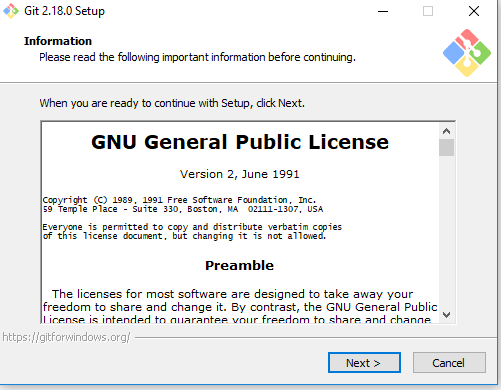 Git 2.18.0 Setup
Information
Please read the following important information before continuing.
When you are ready to continue with Setup, click Next.
GNU General Public License
Version 2, June 1991
Copyright (C) 1989, 1991 Free Software Foundation, Inc.
59 Temple Place - Suite 330, Boston, MA  02111-1307, USA
Everyone is permitted to copy and distribute verbatim copies
of this license document, but changing it is not allowed.
Preamble
The licenses for most software are designed to take away your
freedom to share and change it. By contrast, the GNU General Public
License is intended to guarantee your freedom to share and change
https://gitforwindows.org/
Next >
Cancel